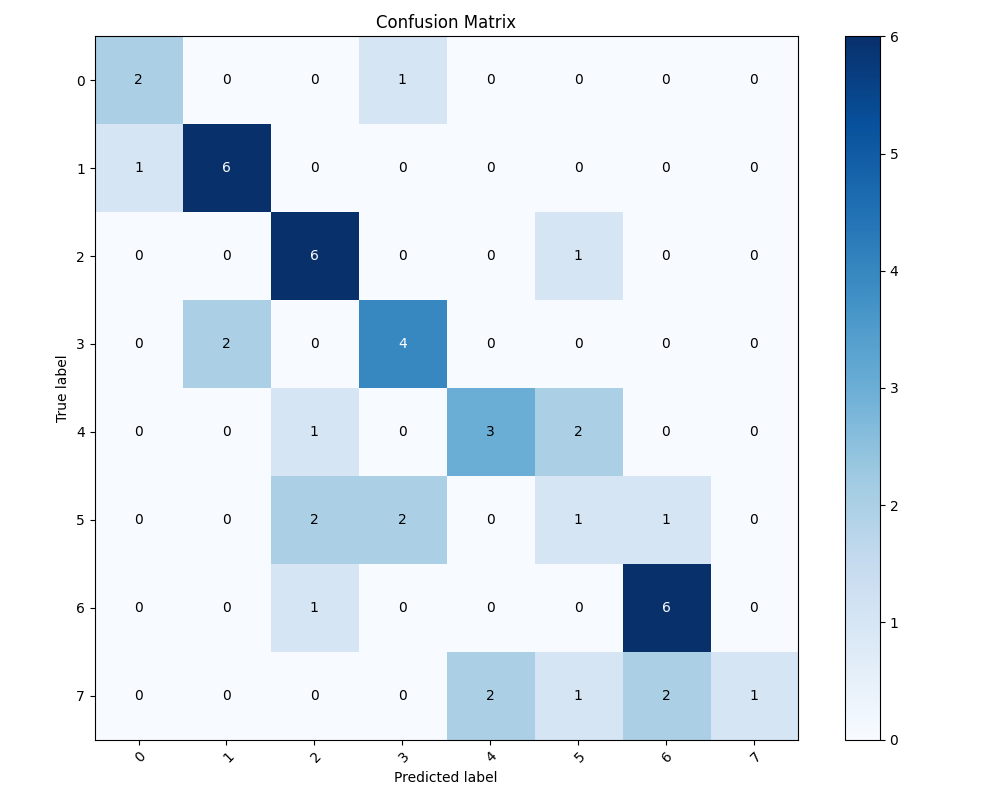 Confusion Matrix
0 2 0 0 1 0 0 0 0
1 1 6 0 0 0 0 0 0
2 0 0 6 0 0 1 0 0
3 0 2 0 4 0 0 0 0
4 0 0 1 0 3 2 0 0
5 0 0 2 2 0 1 1 0
6 0 0 1 0 0 0 6 0
7 0 0 0 0 2 1 2 1
0 1 2 3 4 5 6 7
True label
Predicted label
6
5
4
3
2
1
0